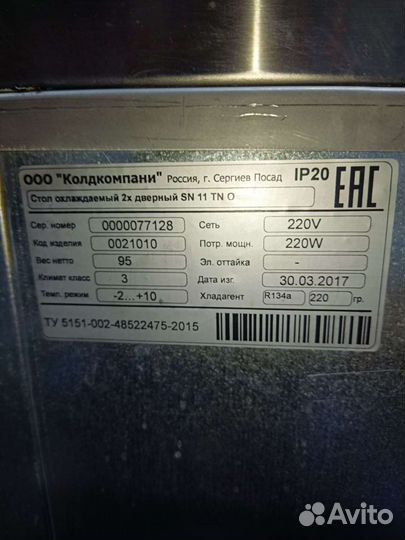 ООО "Колдкомпани" Россия, г. Сергиев Посад IP20 EAC
Стол охлаждаемый 2х дверный SN 11 TN O
Сер. номер 0000077128 Сеть 220V
Код изделия 0021010 Потр. мощн. 220W
Вес нетто 95 Эл. оттайка -
Климат класс 3 Дата изг. 30.03.2017
Темп. режим -2...+10 Хладагент R134a 220 гр.
ТУ 5151-002-48522475-2015
Avito